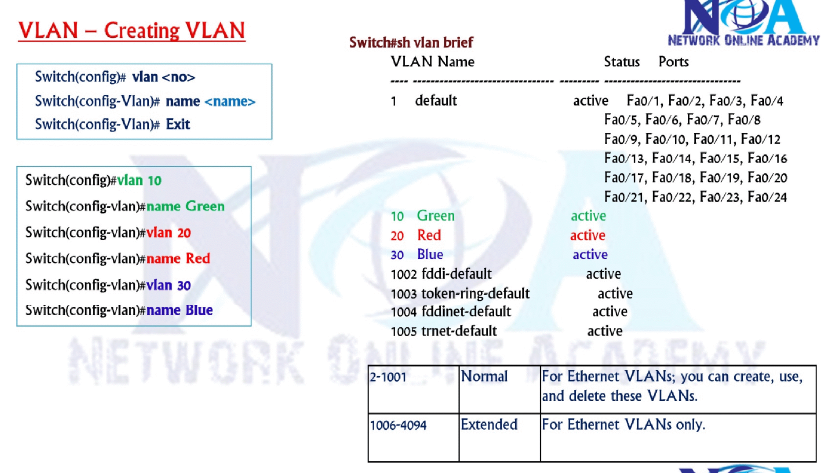 VLAN – Creating VLAN
NOA
NETWORK ONLINE ACADEMY
Switch(config)# vlan <no>
Switch(config-Vlan)# name <name>
Switch(config-Vlan)# Exit
Switch(config)#vlan 10
Switch(config-vlan)#name Green
Switch(config-vlan)#vlan 20
Switch(config-vlan)#name Red
Switch(config-vlan)#vlan 30
Switch(config-vlan)#name Blue
Switch#sh vlan brief
VLAN Name Status Ports
---- -------------------------------- --------- -------------------------------
1 default active Fa0/1, Fa0/2, Fa0/3, Fa0/4
Fa0/5, Fa0/6, Fa0/7, Fa0/8
Fa0/9, Fa0/10, Fa0/11, Fa0/12
Fa0/13, Fa0/14, Fa0/15, Fa0/16
Fa0/17, Fa0/18, Fa0/19, Fa0/20
Fa0/21, Fa0/22, Fa0/23, Fa0/24
10 Green active
20 Red active
30 Blue active
1002 fddi-default active
1003 token-ring-default active
1004 fddinet-default active
1005 trnet-default active
NOA
NETWORK ONLINE ACADEMY
2-1001 Normal For Ethernet VLANs; you can create, use,
and delete these VLANs.
1006-4094 Extended For Ethernet VLANs only.